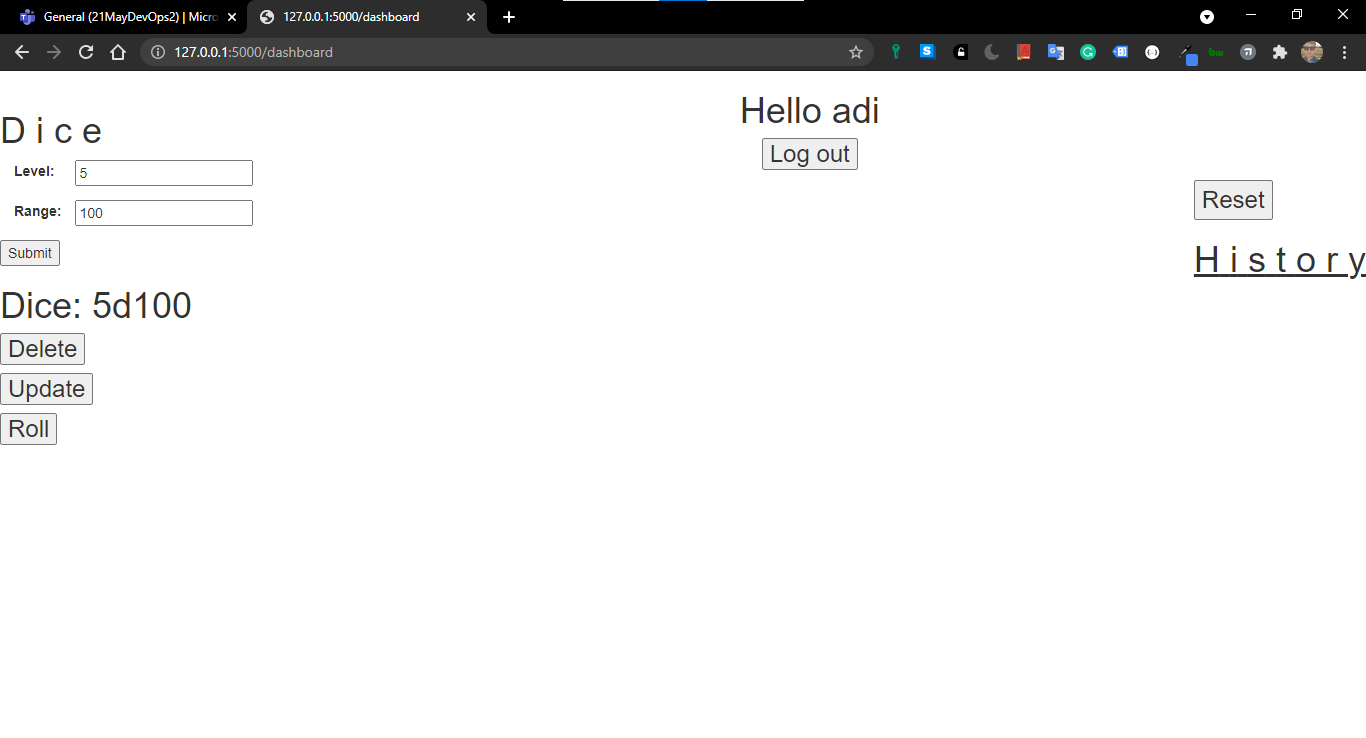 General (21MayDevOps2) | Micro
127.0.0.1:5000/dashboard
127.0.0.1:5000/dashboard
Hello adi
Log out
D i c e
Level: 5
Range: 100
Submit
Reset
H i s t o r y
Dice: 5d100
Delete
Update
Roll